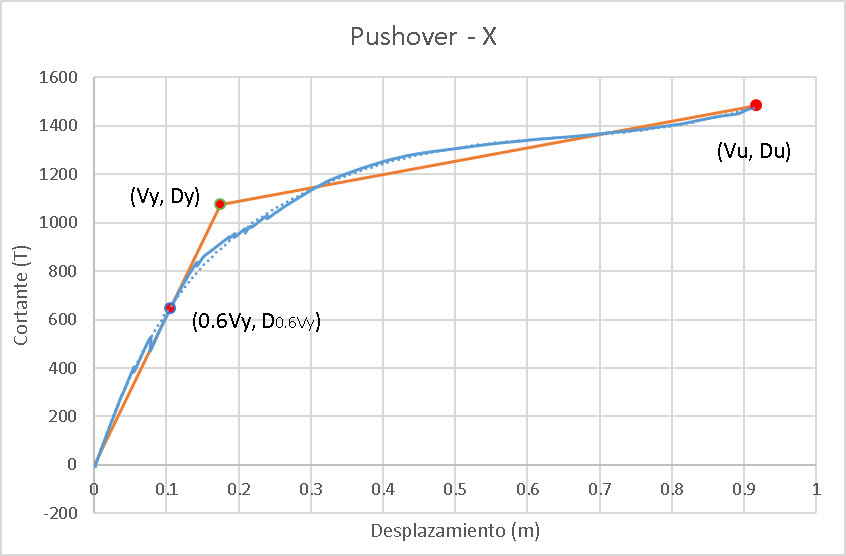 Pushover - X
1600
1400
1200
1000
800
600
400
200
0
-200
0 0.1 0.2 0.3 0.4 0.5 0.6 0.7 0.8 0.9 1
Cortante (T)
Desplazamiento (m)
(Vy, Dy)
(Vu, Du)
(0.6Vy, D0.6Vy)